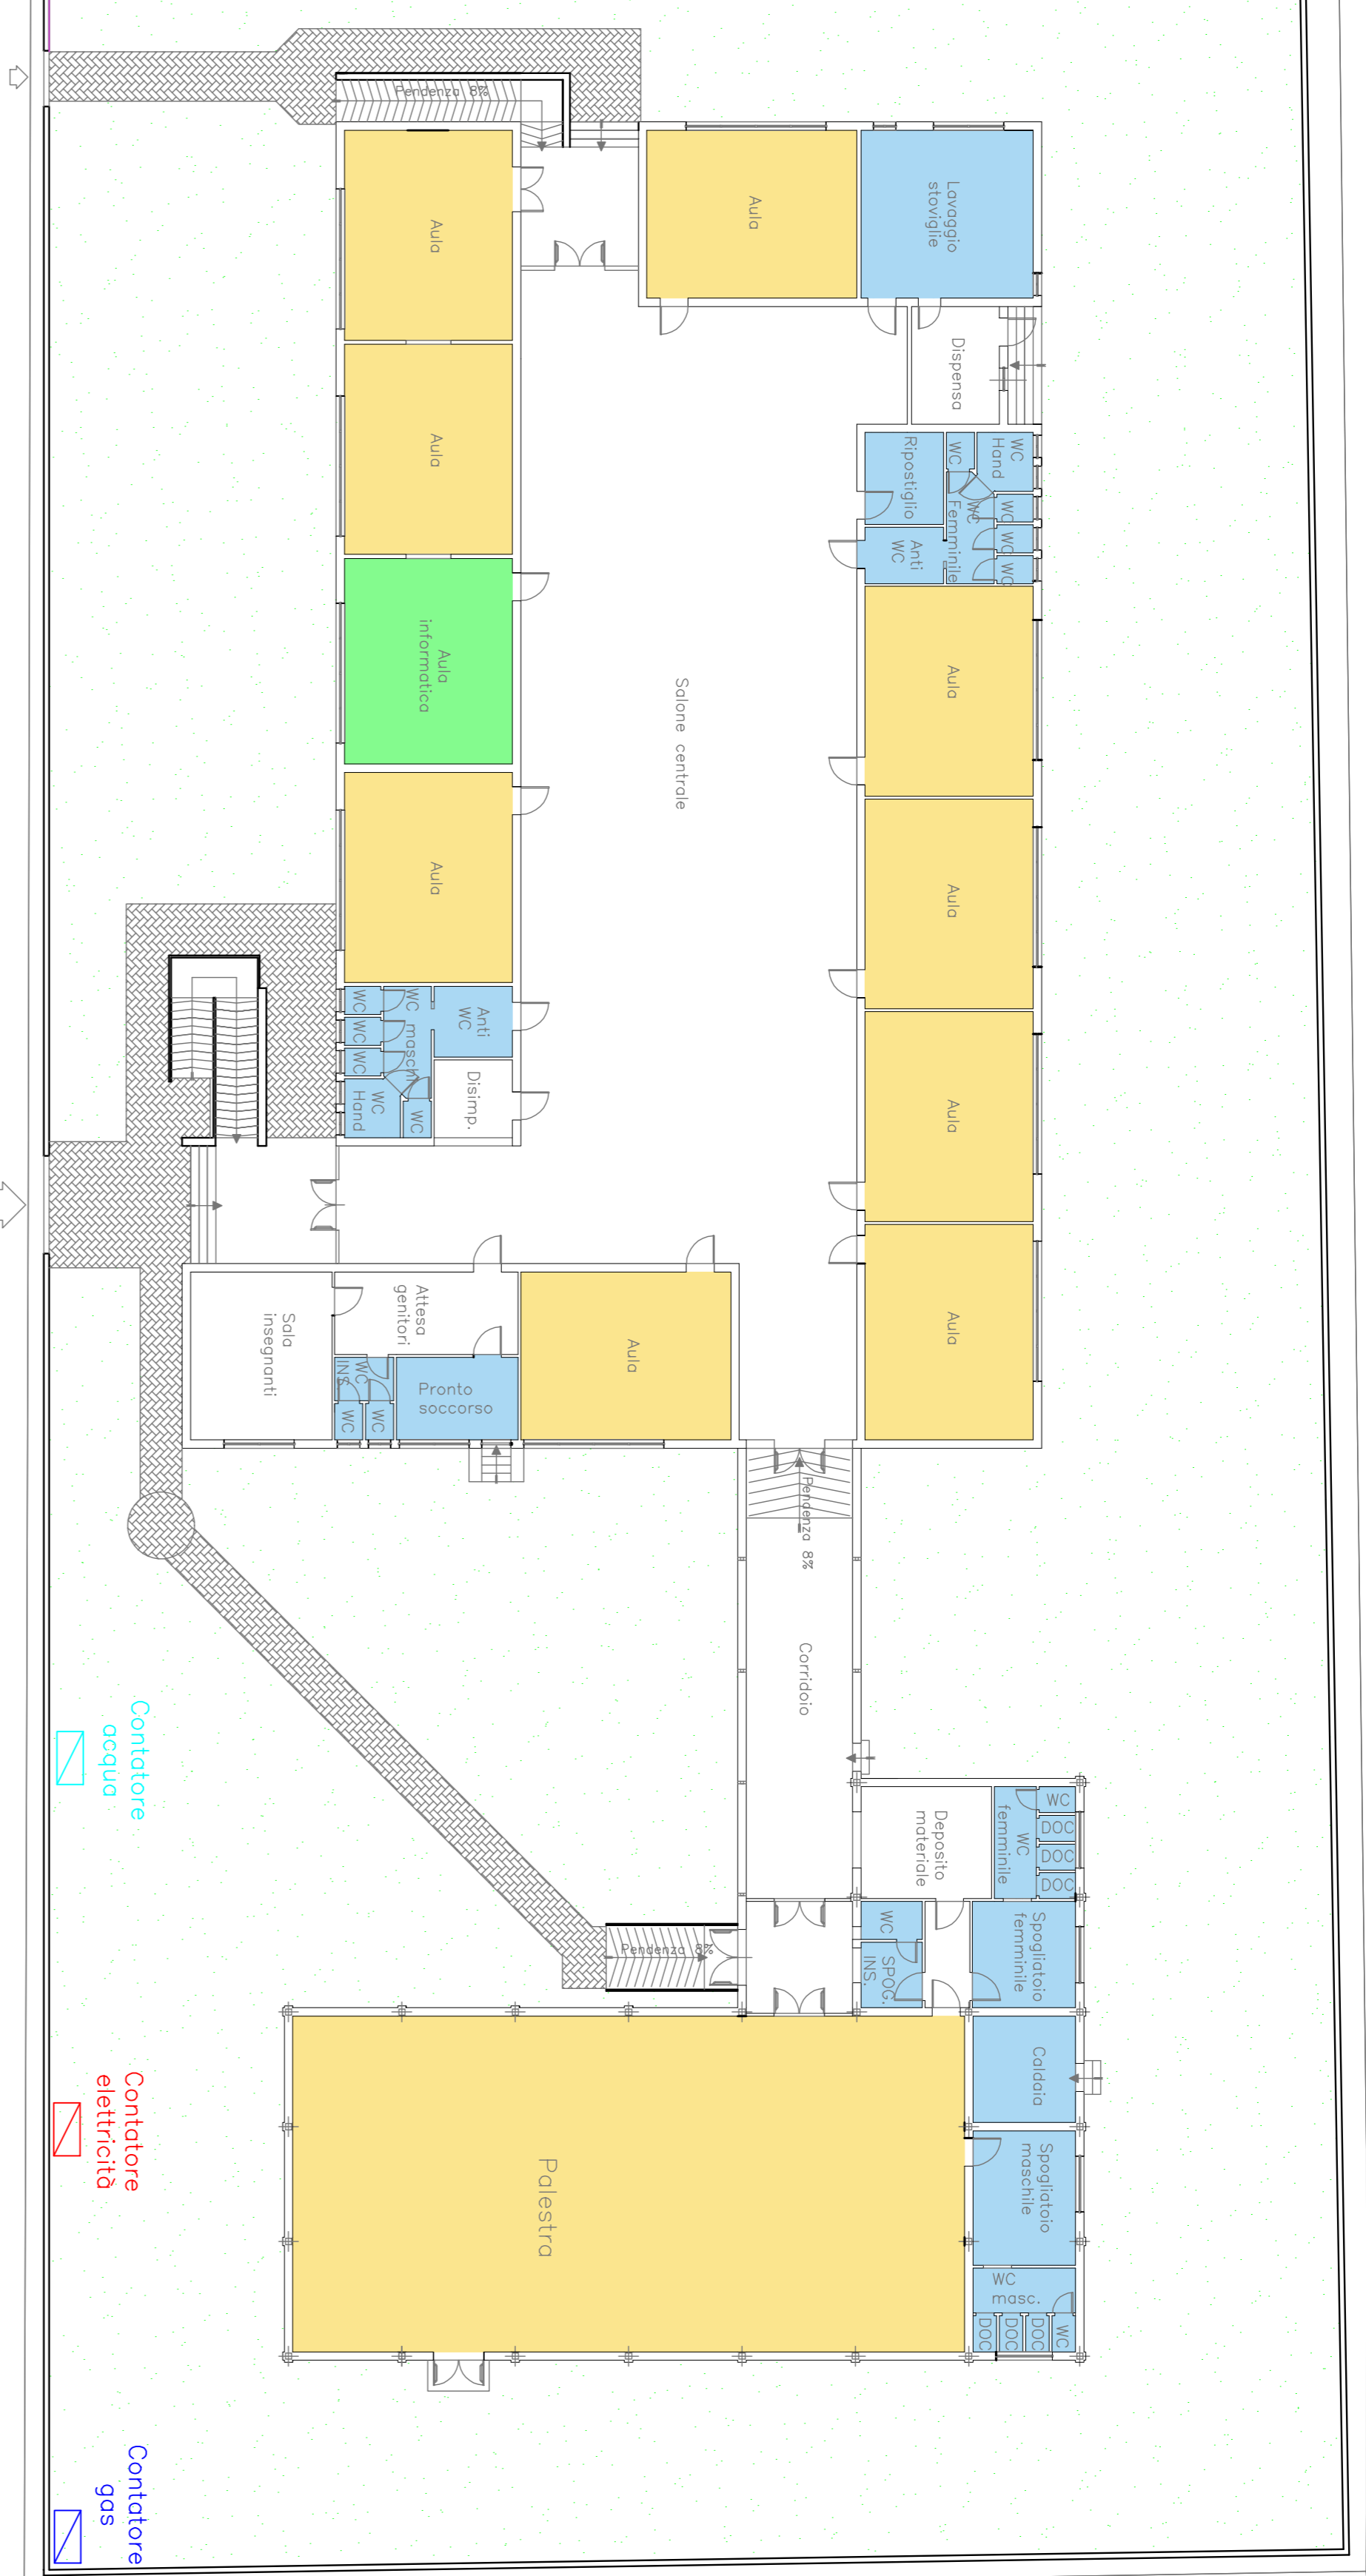 Pendenza 8%
Aula
Aula
Lavaggio
stoviglie
Dispensa
Aula
Ripostiglio
WC
WC
Hand
WC
Femminile
WC
WC
WC
Anti
WC
Aula
informatica
Salone centrale
Aula
Aula
Aula
WC
WC
WC
WC maschi
Anti
WC
WC
Hand
WC
Disimp.
Aula
Sala
insegnanti
Attesa
genitori
WC
INS.
WC
WC
Pronto
soccorso
Aula
Aula
Pendenza 8%
Corridoio
Contatore
acqua
Deposito
materiale
WC
femminile
WC
DOC
DOC
DOC
WC
SPOG.
INS.
Spogliatoio
femminile
Pendenza 8%
Caldaia
Contatore
elettricità
Palestra
Spogliatoio
maschile
WC
masc.
DOC
DOC
DOC
WC
Contatore
gas